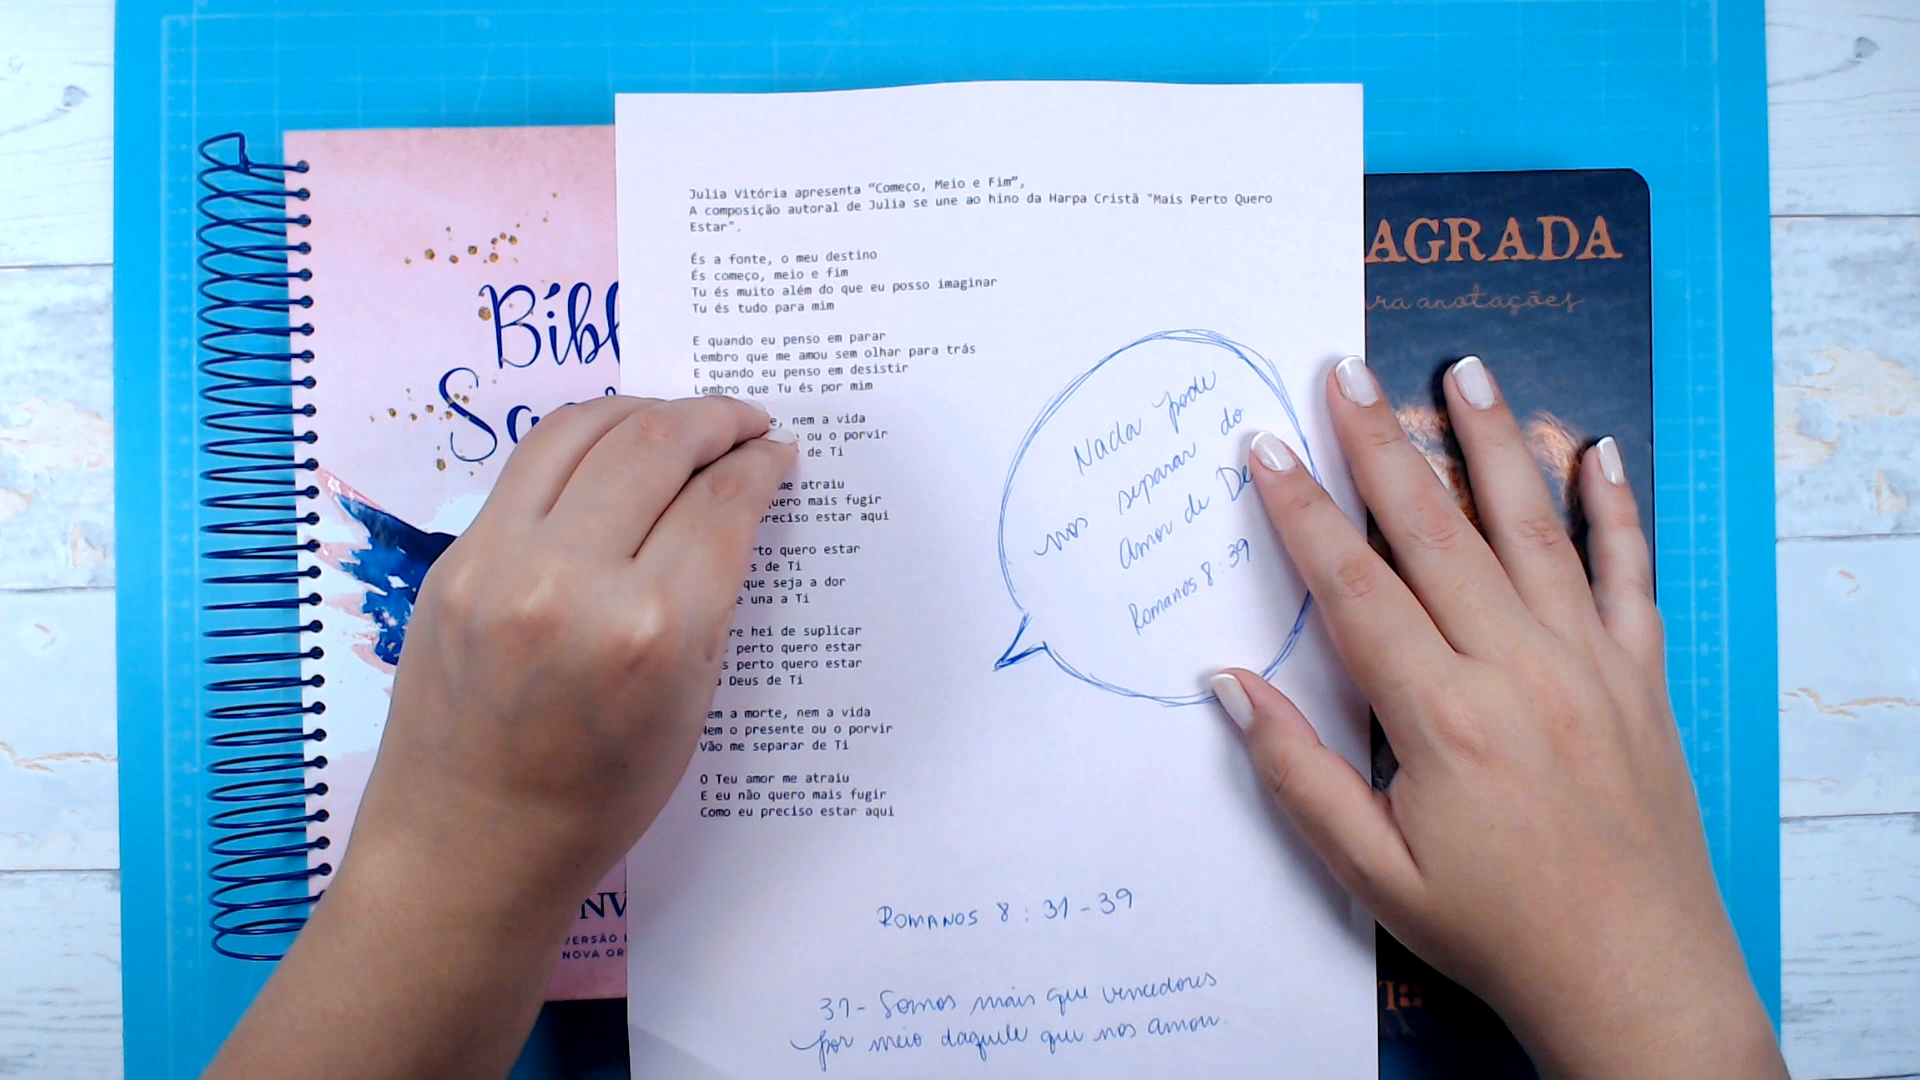 Julia Vitória apresenta “Começo, Meio e Fim”,
A composição autoral de Julia se une ao hino da Harpa Cristã "Mais Perto Quero
Estar".
És a fonte, o meu destino
És começo, meio e fim
Tu és muito além do que eu posso imaginar
Tu és tudo para mim
E quando eu penso em parar
Lembro que me amou sem olhar para trás
E quando eu penso em desistir
Lembro que Tu és por mim
, nem a vida
ou o porvir
de Ti
me atraiu
quero mais fugir
preciso estar aqui
quero estar
de Ti
que seja a dor
una a Ti
hei de suplicar
perto quero estar
perto quero estar
Deus de Ti
Nem a morte, nem a vida
Nem o presente ou o porvir
Vão me separar de Ti
O Teu amor me atraiu
E eu não quero mais fugir
Como eu preciso estar aqui
Nada pode
nos separar do
Amor de De
Romanos 8:39
ROMANOS 8:31-39
37- Somos mais que vencedores
por meio daquele que nos amou.
Bíbl
Sa
NV
VERSÃO
NOVA OR
AGRADA
ra anotações